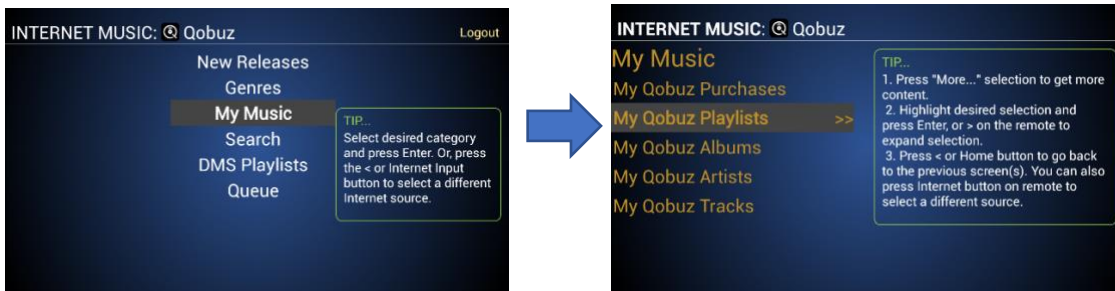 INTERNET MUSIC: Qobuz
Logout
New Releases
Genres
My Music
Search
DMS Playlists
Queue
TIP...
Select desired category
and press Enter. Or, press
the < or Internet Input
button to select a different
Internet source.
INTERNET MUSIC: Qobuz
My Music
My Qobuz Purchases
My Qobuz Playlists >>
My Qobuz Albums
My Qobuz Artists
My Qobuz Tracks
TIP...
1. Press "More..." selection to get more
content.
2. Highlight desired selection and
press Enter, or > on the remote to
expand selection.
3. Press < or Home button to go back
to the previous screen(s). You can also
press Internet button on remote to
select a different source.